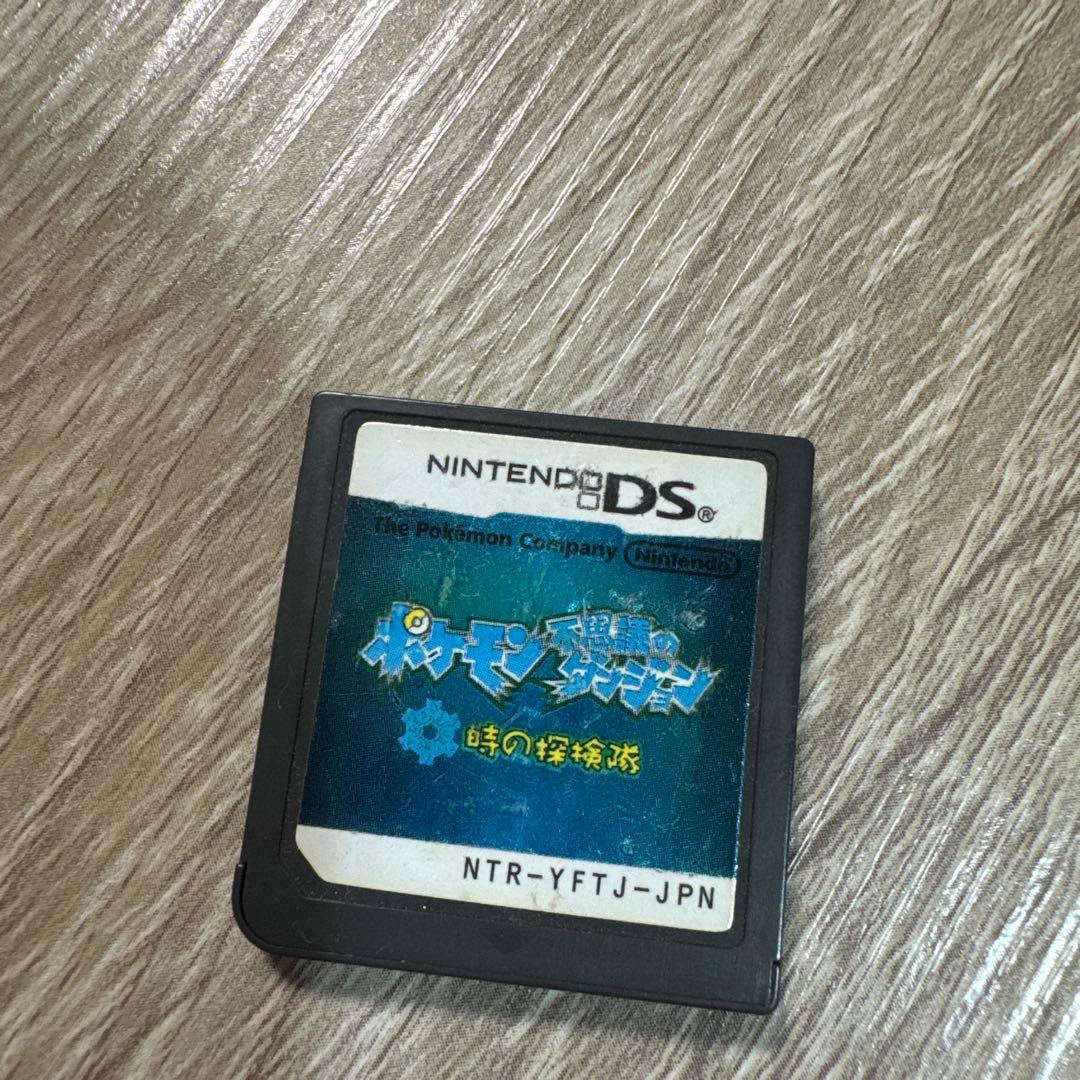 NINTENDO DS®
The Pokémon Company Nintendo
ポケモン不思議のダンジョン
時の探検隊
NTR-YFTJ-JPN